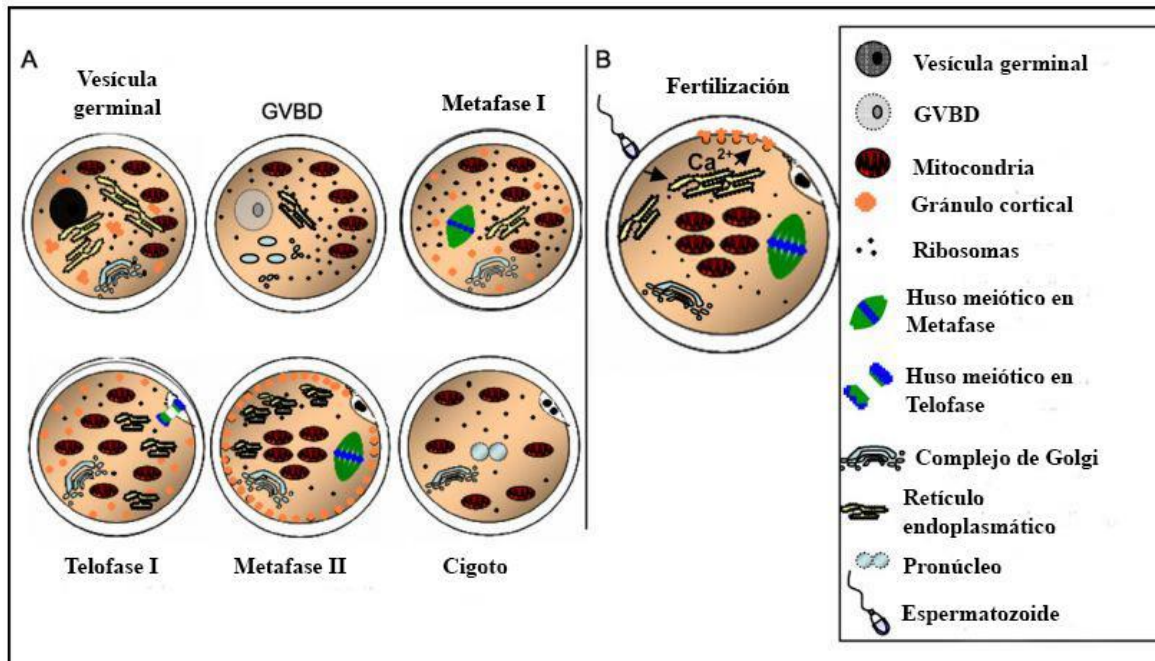 A
Vesícula
germinal
GVBD
Metafase I
Telofase I
Metafase II
Cigoto
B
Fertilización
Ca2+
Vesícula germinal
GVBD
Mitocondria
Gránulo cortical
Ribosomas
Huso meiótico en
Metafase
Huso meiótico en
Telofase
Complejo de Golgi
Retículo
endoplasmático
Pronúcleo
Espermatozoide